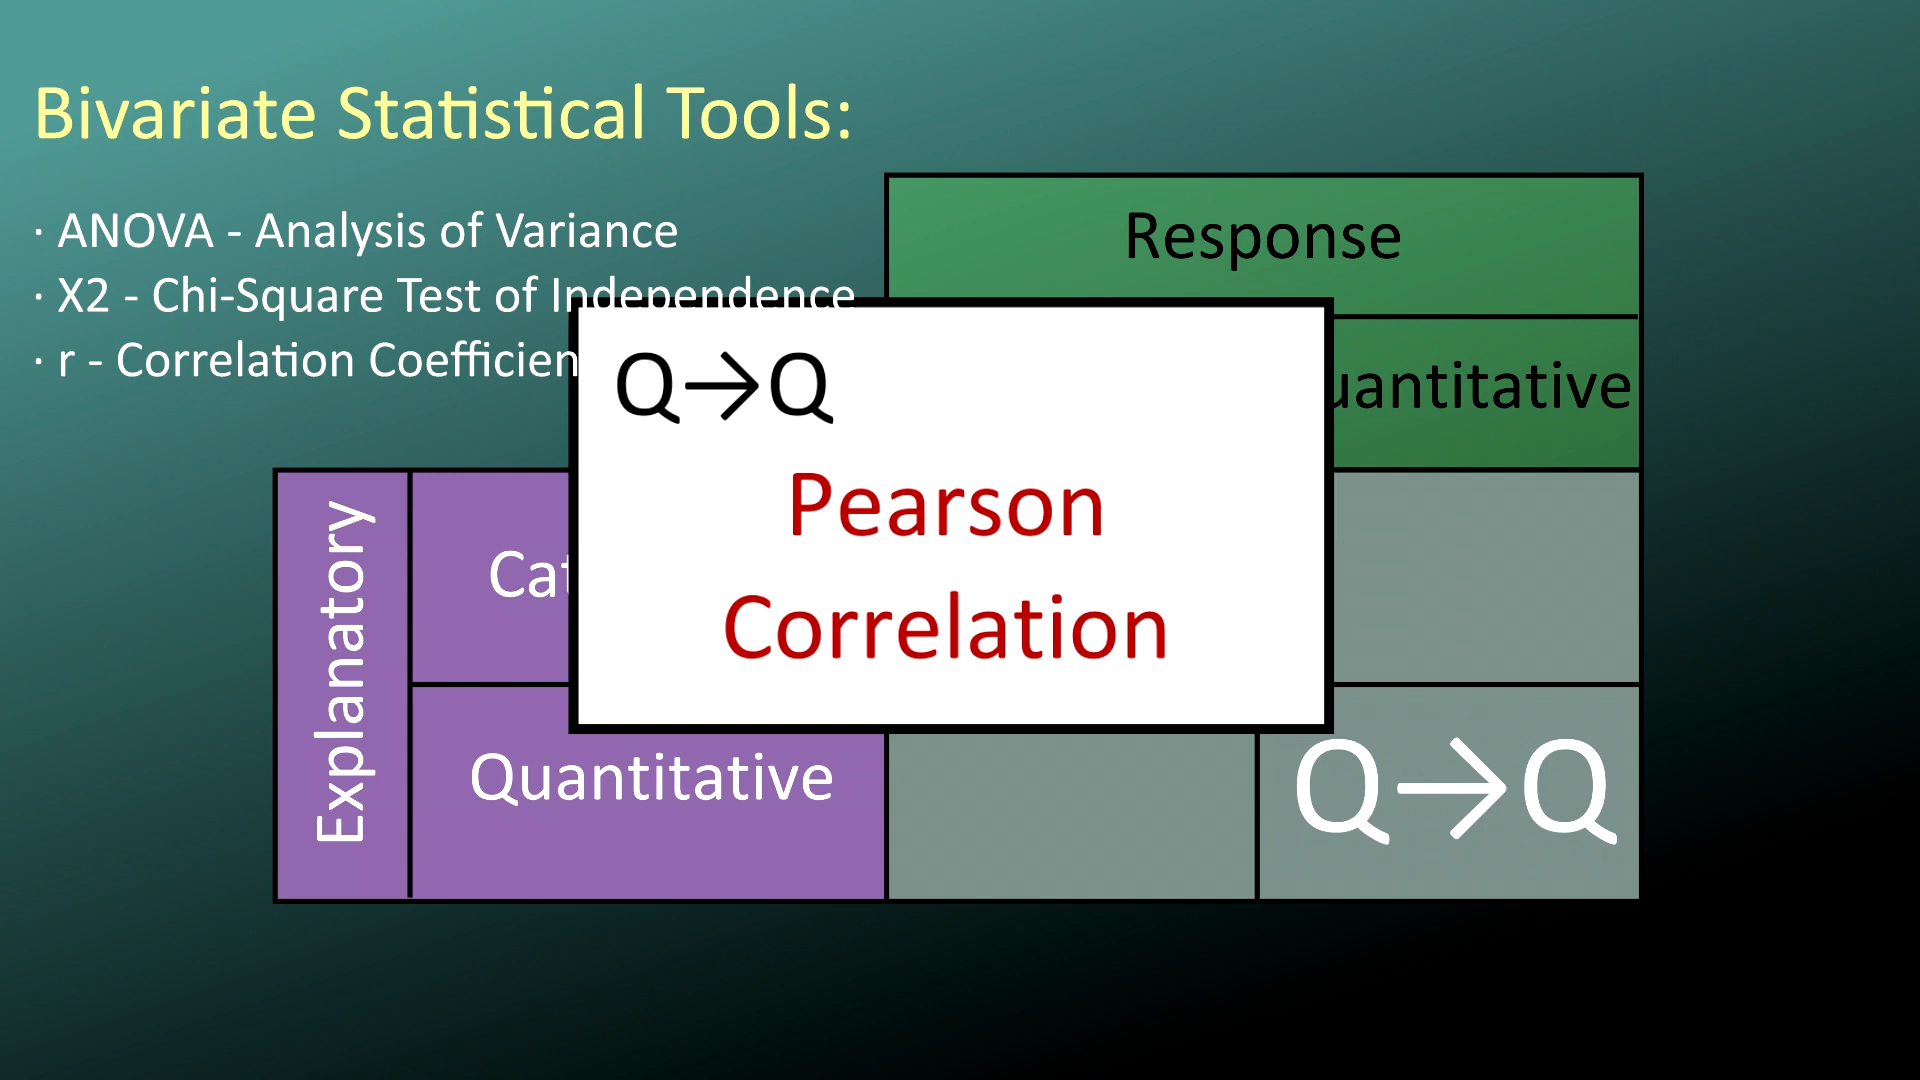 Bivariate Statistical Tools:
· ANOVA - Analysis of Variance
· X2 - Chi-Square Test of Independence
· r - Correlation Coefficien
Response
uantitative
Q→Q
Pearson
Correlation
Explanatory
Cat
Quantitative
Q→Q